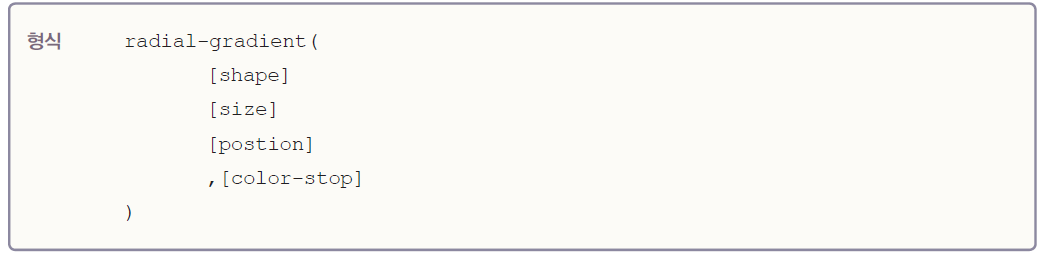 형식 radial-gradient(
[shape]
[size]
[postion]
,[color-stop]
)